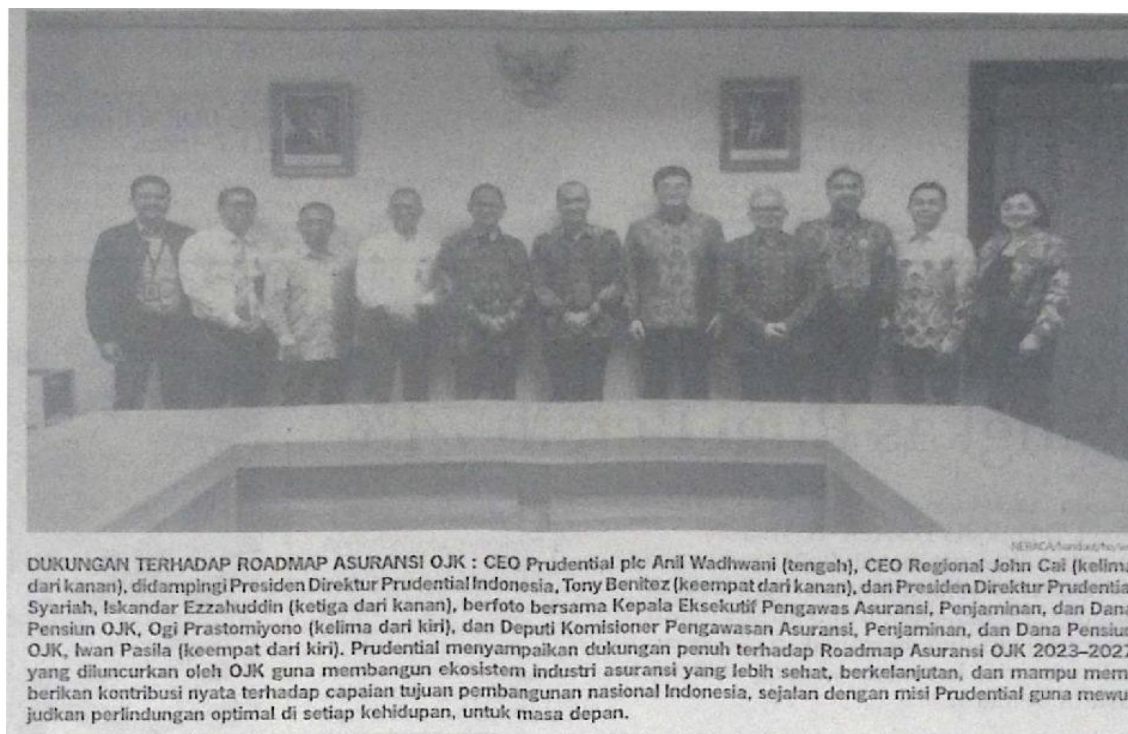 NERACA/handout/
DUKUNGAN TERHADAP ROADMAP ASURANSI OJK : CEO Prudential plc Anil Wadhwani (tengah), CEO Regional John Cai (kelima
dari kanan), didampingi Presiden Direktur Prudential Indonesia, Tony Benitez (keempat dari kanan), dan Presiden Direktur Prudential
Syariah, Iskandar Ezzahuddin (ketiga dari kanan), berfoto bersama Kepala Eksekutif Pengawas Asuransi, Penjaminan, dan Dana
Pensiun OJK, Ogi Prastomiyono (kelima dari kiri), dan Deputi Komisioner Pengawasan Asuransi, Penjaminan, dan Dana Pensiun
OJK, Iwan Pasila (keempat dari kiri). Prudential menyampaikan dukungan penuh terhadap Roadmap Asuransi OJK 2023–2027
yang diluncurkan oleh OJK guna membangun ekosistem industri asuransi yang lebih sehat, berkelanjutan, dan mampu mem-
berikan kontribusi nyata terhadap capaian tujuan pembangunan nasional Indonesia, sejalan dengan misi Prudential guna mewu-
judkan perlindungan optimal di setiap kehidupan, untuk masa depan.